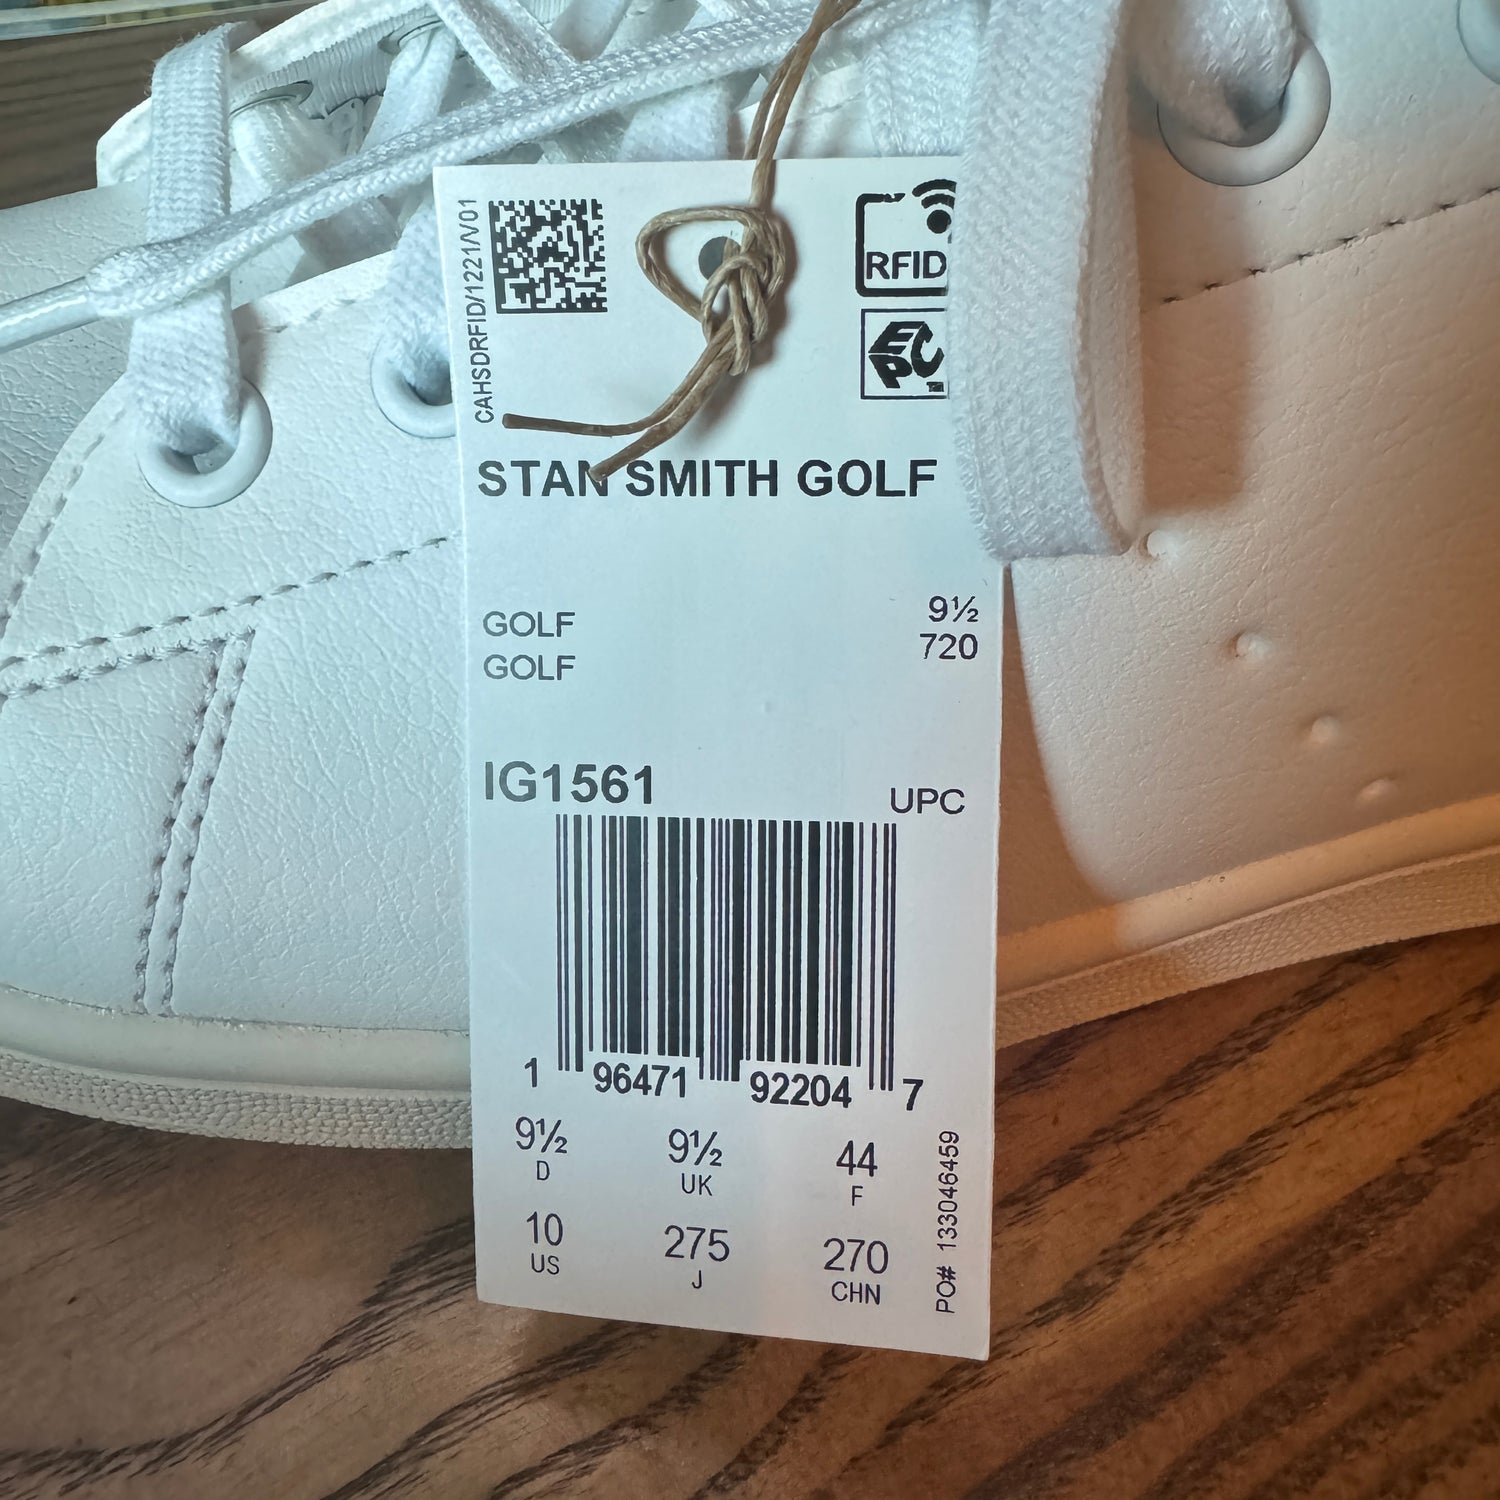 CAHSDRFID/1221/V01
RFID
EPC
STAN SMITH GOLF
GOLF 9½
GOLF 720
IG1561
UPC
1 96471 92204 7
9½ 9½ 44
D UK F
10 275 270
US J CHN
PO# 133046459